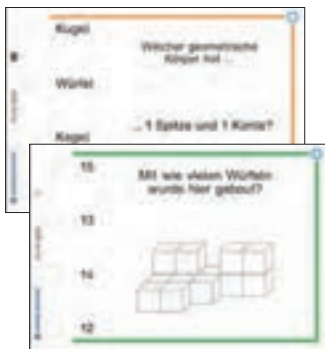 Kugel
Welcher geometrische
Körper hat ...
Würfel
... 1 Spitze und 1 Kante?
Kegel
15
Mit wie vielen Würfeln
wurde hier gebaut?
13
14
12